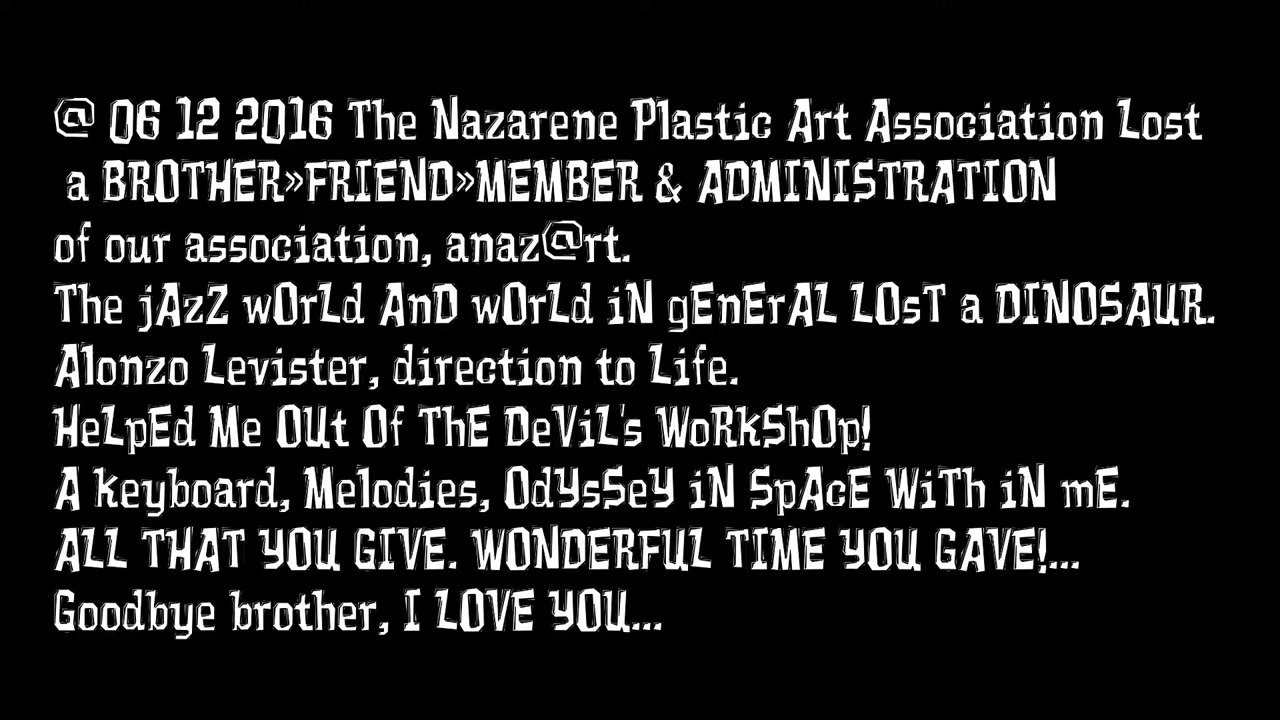 @ 06 12 2016 The Nazarene Plastic Art Association Lost
a BROTHER»FRIEND»MEMBER & ADMINISTRATION
of our association, anaz@rt.
The jAzZ wOrLd AnD wOrLd iN gEnErAL LOsT a DINOSAUR.
Alonzo Levister, direction to Life.
HeLpEd Me OUt Of ThE DeViL's WoRkShOp!
A keyboard, Melodies, OdYsSeY iN SpAcE WiTh iN mE.
ALL THAT YOU GIVE. WONDERFUL TIME YOU GAVE!...
Goodbye brother, I LOVE YOU...